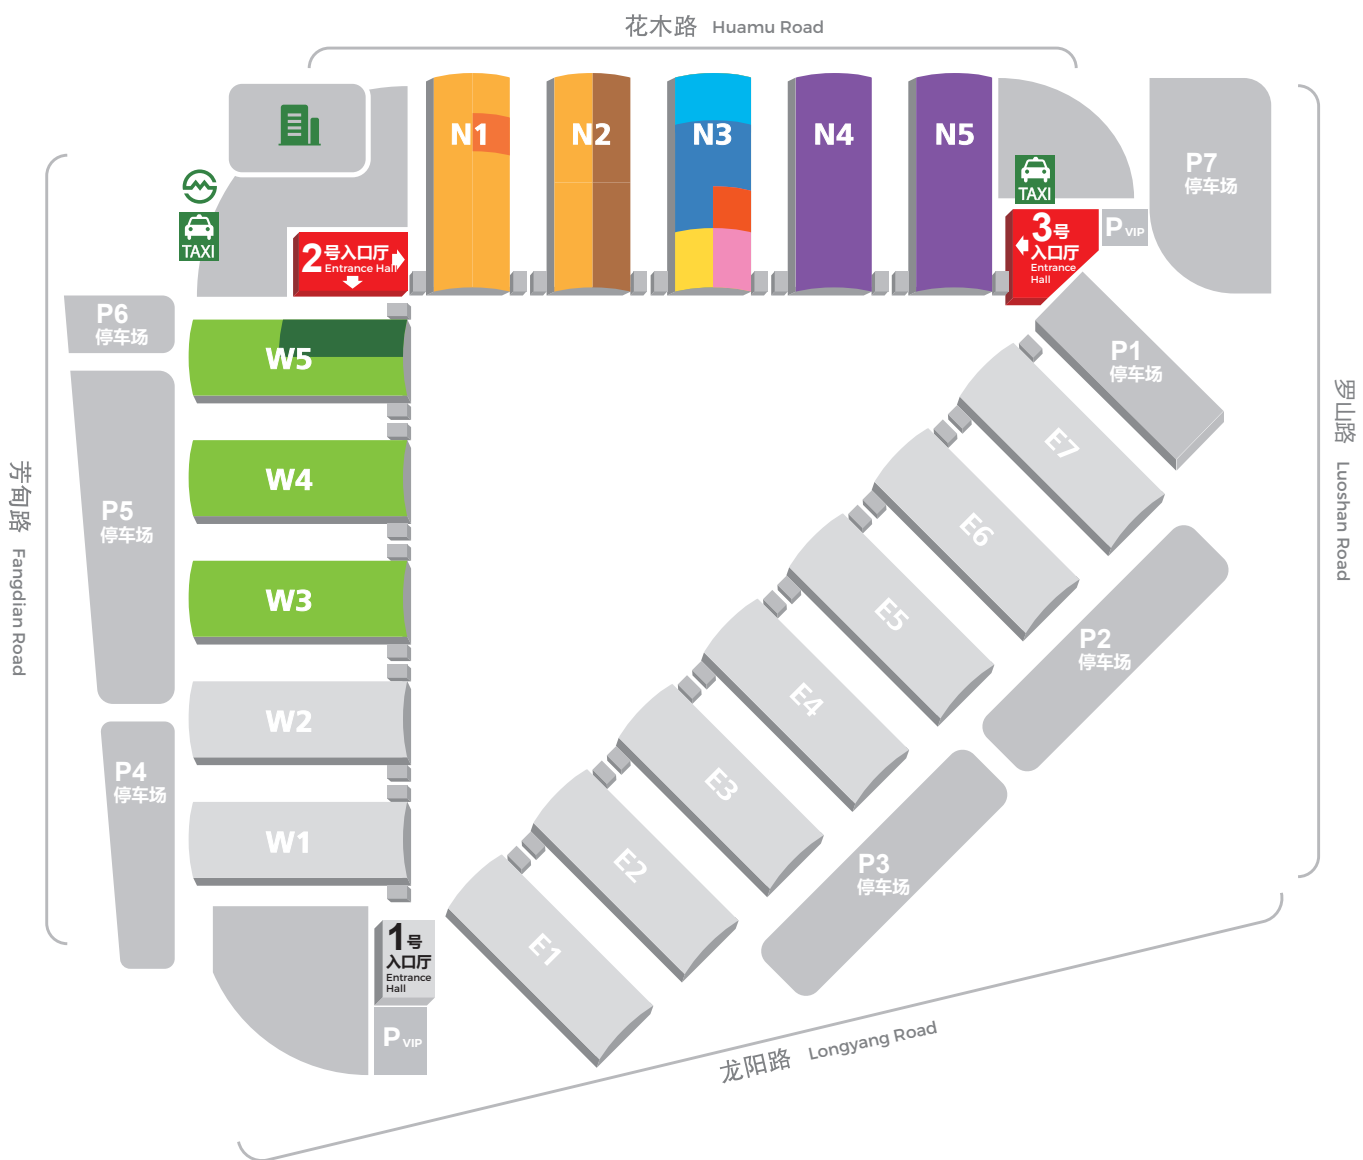 花木路 Huamu Road
N1
N2
N3
N4
N5
TAXI
P7
停车场
TAXI
2号入口厅
Entrance Hall
3号
入口厅
Entrance
Hall
P VIP
P6
停车场
P1
停车场
W5
W4
W3
W2
W1
P5
停车场
P4
停车场
芳甸路 Fangdian Road
罗山路 Luoshan Road
E7
E6
E5
E4
E3
E2
E1
P2
停车场
P3
停车场
1号
入口厅
Entrance
Hall
P VIP
龙阳路 Longyang Road